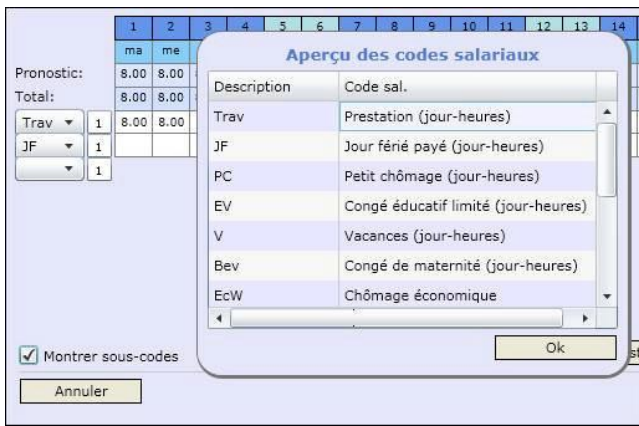 1 2 3 4 5 6 7 8 9 10 11 12 13 14
ma me
Aperçu des codes salariaux
Pronostic: 8.00 8.00
Total: 8.00 8.00
Trav 1 8.00 8.00
JF 1
1
Description Code sal.
Trav Prestation (jour-heures)
JF Jour férié payé (jour-heures)
PC Petit chômage (jour-heures)
EV Congé éducatif limité (jour-heures)
V Vacances (jour-heures)
Bev Congé de maternité (jour-heures)
EcW Chômage économique
Ok
Montrer sous-codes
Annuler